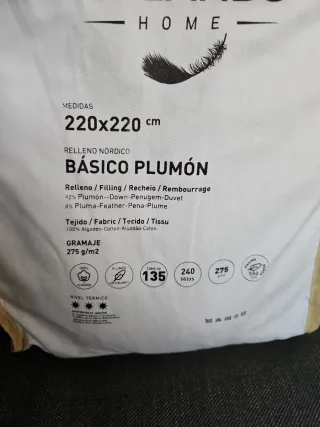 HOME
MEDIDAS
220x220 cm
RELLENO NÓRDICO
BÁSICO PLUMÓN
Relleno / Filling / Recheio / Rembourrage
92% Plumón-Down-Penugem-Duvet
8% Pluma-Feather-Pena-Plume
Tejido / Fabric / Tecido / Tissu
100% Algodón-Cotton-Algodão-Coton
GRAMAJE
275 g/m2
135
240
Hilos
275
NIVEL TÉRMICO